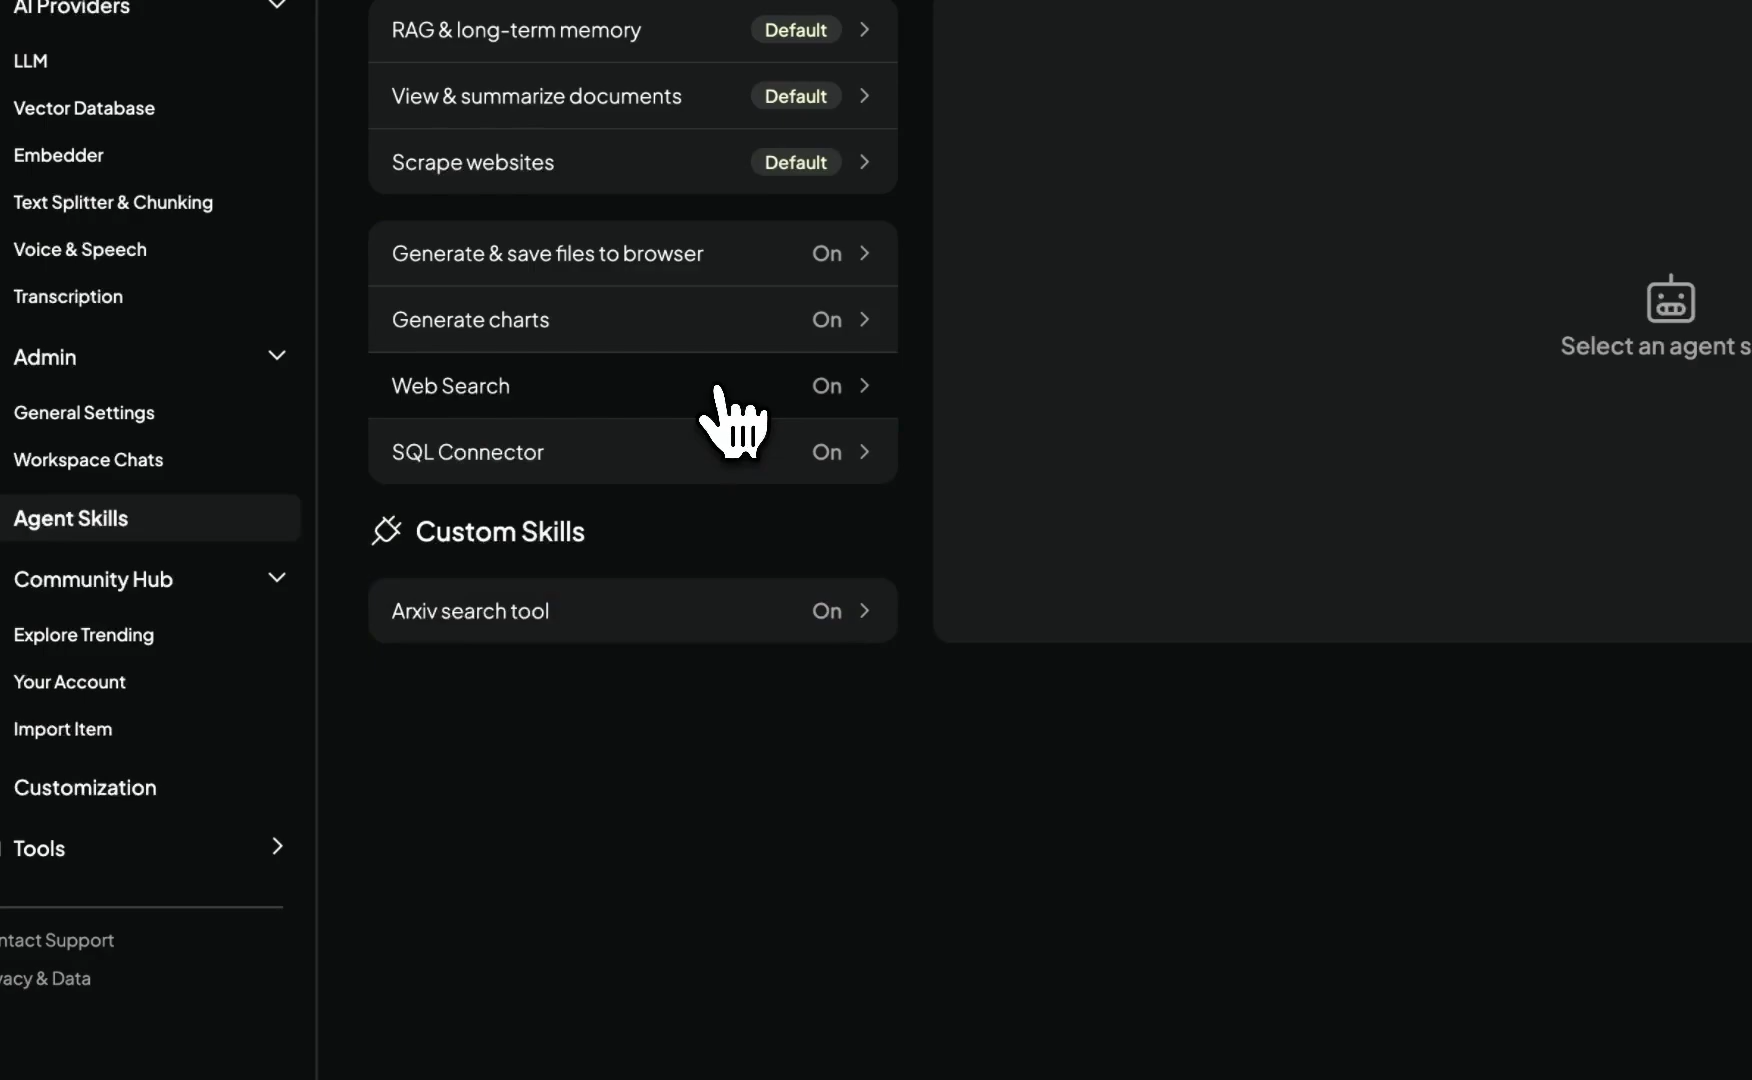 AI Providers
LLM
Vector Database
Embedder
Text Splitter & Chunking
Voice & Speech
Transcription
Admin
General Settings
Workspace Chats
Agent Skills
Community Hub
Explore Trending
Your Account
Import Item
Customization
Tools
ntact Support
vacy & Data
RAG & long-term memory Default
View & summarize documents Default
Scrape websites Default
Generate & save files to browser On
Generate charts On
Web Search On
SQL Connector On
Custom Skills
Arxiv search tool On
Select an agent s